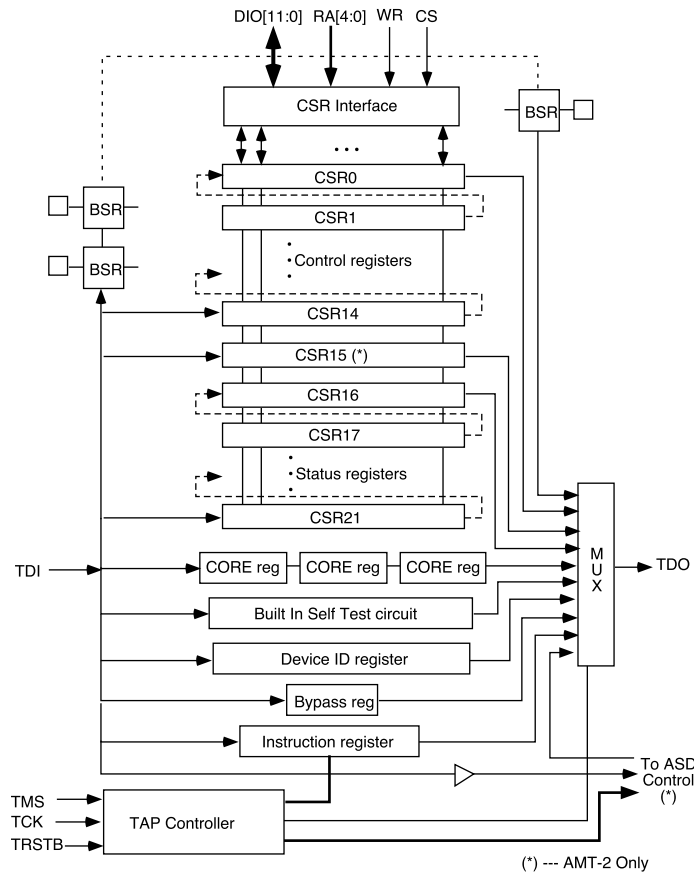 DIO[11:0] RA[4:0] WR CS
CSR Interface
BSR
• • •
CSR0
BSR
CSR1
Control registers
BSR
CSR14
CSR15 (*)
CSR16
CSR17
Status registers
CSR21
MUX
TDI
CORE reg CORE reg CORE reg
TDO
Built In Self Test circuit
Device ID register
Bypass reg
Instruction register
To ASD
Control
(*)
TMS
TCK
TRSTB
TAP Controller
(*) --- AMT-2 Only